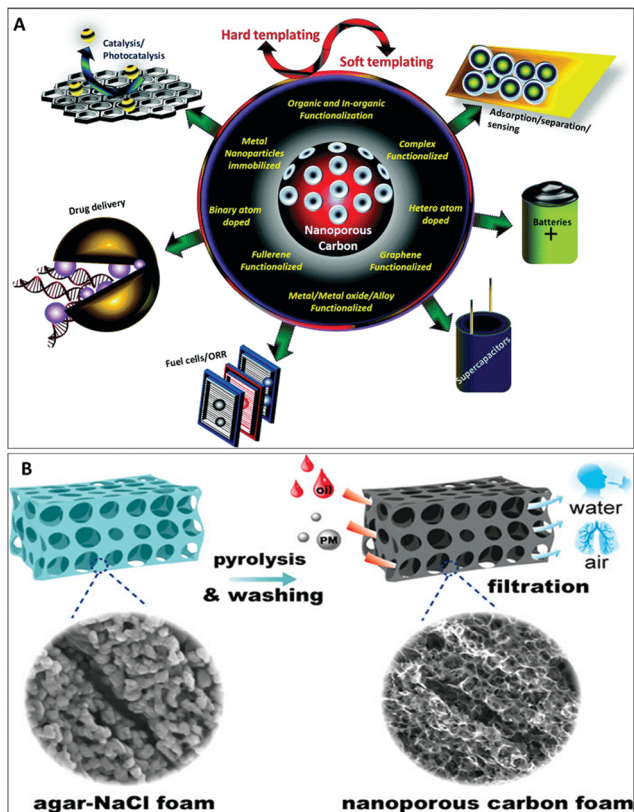 A
Hard templating
Soft templating
Catalysis/
Photocatalysis
Organic and In-organic
Functionalization
Adsorption/separation/
sensing
Metal
Nanoparticles
immobilized
Complex
Functionalized
Drug delivery
Binary atom
doped
Hetero atom
doped
Batteries
+
Nanoporous
Carbon
Fullerene
Functionalized
Graphene
Functionalized
Metal/Metal oxide/Alloy
Functionalized
Supercapacitors
Fuel cells/ORR
B
oil
PM
water
air
pyrolysis
& washing
filtration
agar-NaCl foam
nanoporous carbon foam